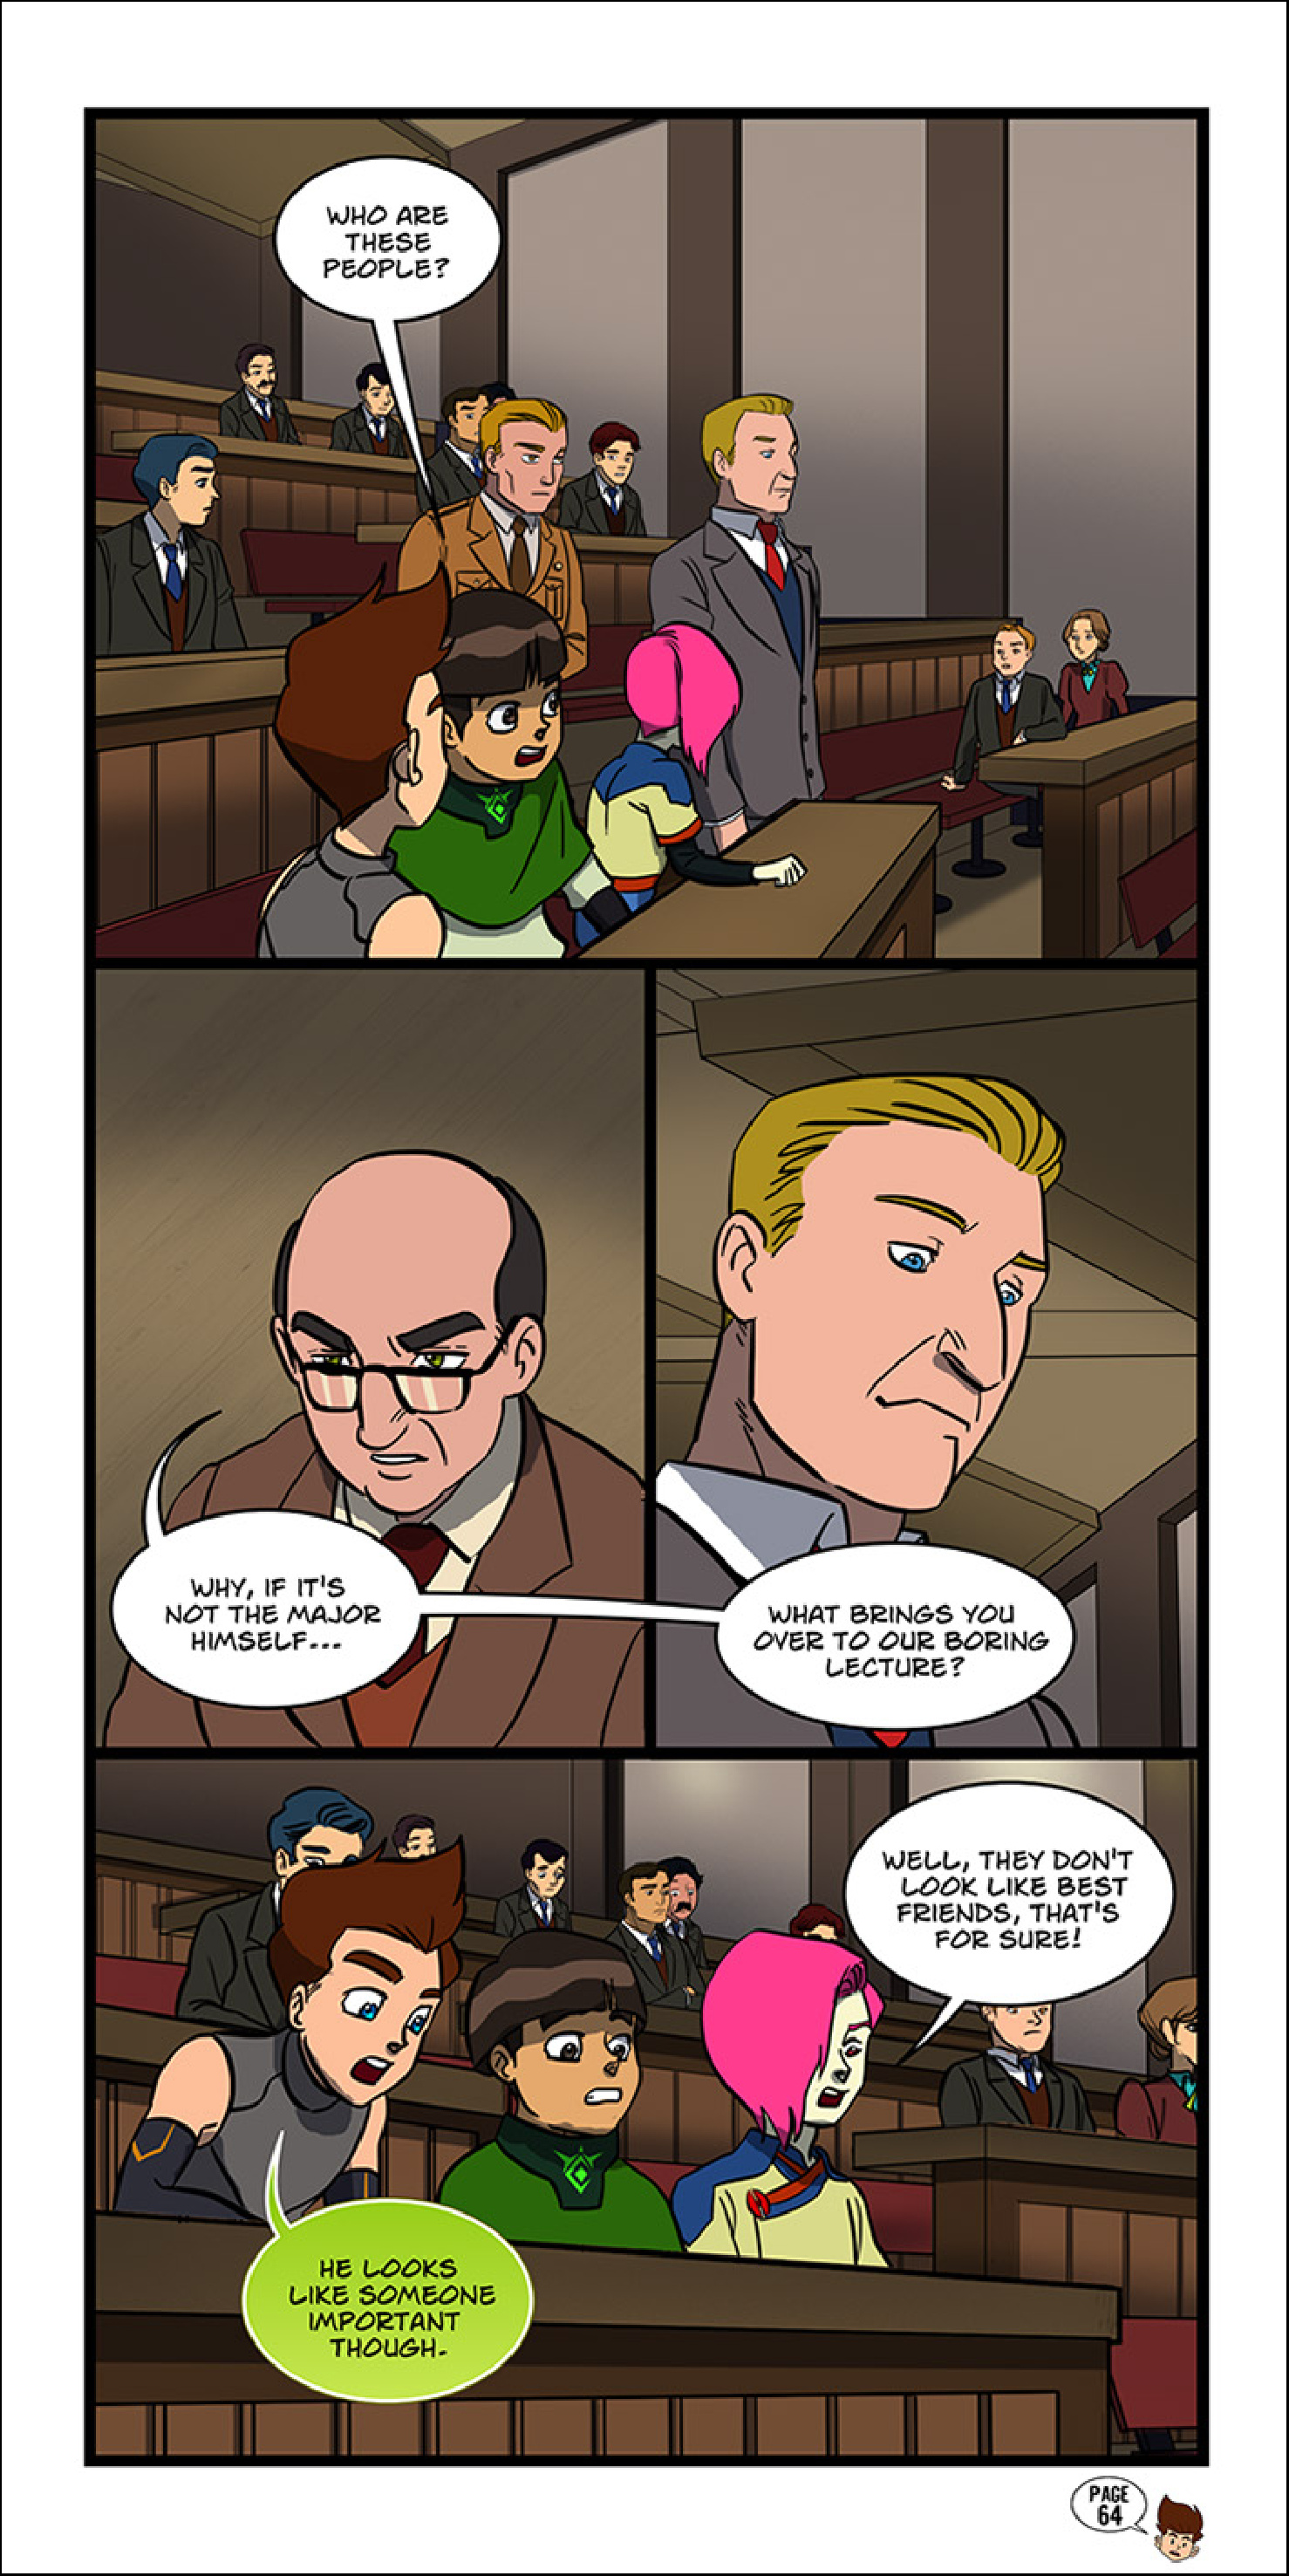 WHO ARE
THESE
PEOPLE?
WHY, IF IT'S
NOT THE MAJOR
HIMSELF...
WHAT BRINGS YOU
OVER TO OUR BORING
LECTURE?
WELL, THEY DON'T
LOOK LIKE BEST
FRIENDS, THAT'S
FOR SURE!
HE LOOKS
LIKE SOMEONE
IMPORTANT
THOUGH.
PAGE
64